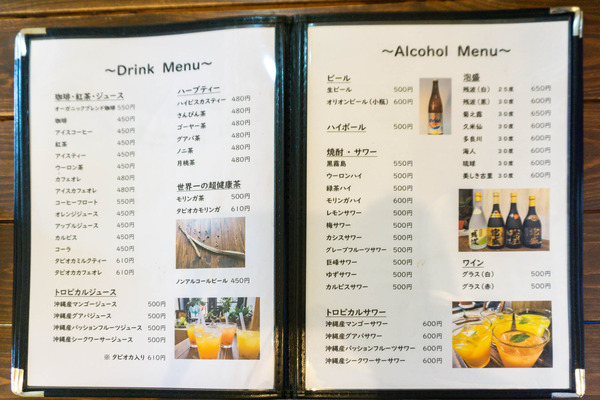 ～Drink Menu～
珈琲・紅茶・ジュース
オーガニックブレンド珈琲 550円
珈琲 450円
アイスコーヒー 450円
紅茶 450円
アイスティー 450円
ウーロン茶 450円
カフェオレ 450円
アイスカフェオレ 450円
コーヒーフロート 550円
オレンジジュース 450円
アップルジュース 450円
カルピス 450円
コーラ 450円
タピオカミルクティー 610円
タピオカカフェオレ 610円
トロピカルジュース
沖縄産マンゴージュース 500円
沖縄産グァバジュース 500円
沖縄産パッションフルーツジュース 500円
沖縄産シークワーサージュース 500円
※ タピオカ入り 610円
ハーブティー
ハイビスカスティー 480円
さんぴん茶 480円
ゴーヤー茶 480円
グアバ茶 480円
ノニ茶 480円
月桃茶 480円
世界一の超健康茶
モリンガ茶 500円
タピオカモリンガ 610円
ノンアルコールビール 450円
～Alcohol Menu～
ビール
生ビール 500円
オリオンビール(小瓶) 600円
ハイボール 500円
焼酎・サワー
黒霧島 550円
ウーロンハイ 500円
緑茶ハイ 500円
モリンガハイ 600円
レモンサワー 500円
梅サワー 500円
カシスサワー 500円
グレープフルーツサワー 500円
巨峰サワー 500円
ゆずサワー 500円
カルピスサワー 500円
トロピカルサワー
沖縄産マンゴーサワー 600円
沖縄産グアバサワー 600円
沖縄産パッションフルーツサワー 600円
沖縄産シークワーサーサワー 600円
泡盛
残波(白) 25度 650円
残波(黒) 30度 600円
菊之露 30度 650円
久米仙 30度 600円
多良川 30度 600円
海人 30度 600円
琉球 30度 600円
美しき古里 30度 600円
ワイン
グラス(白) 500円
グラス(赤) 500円